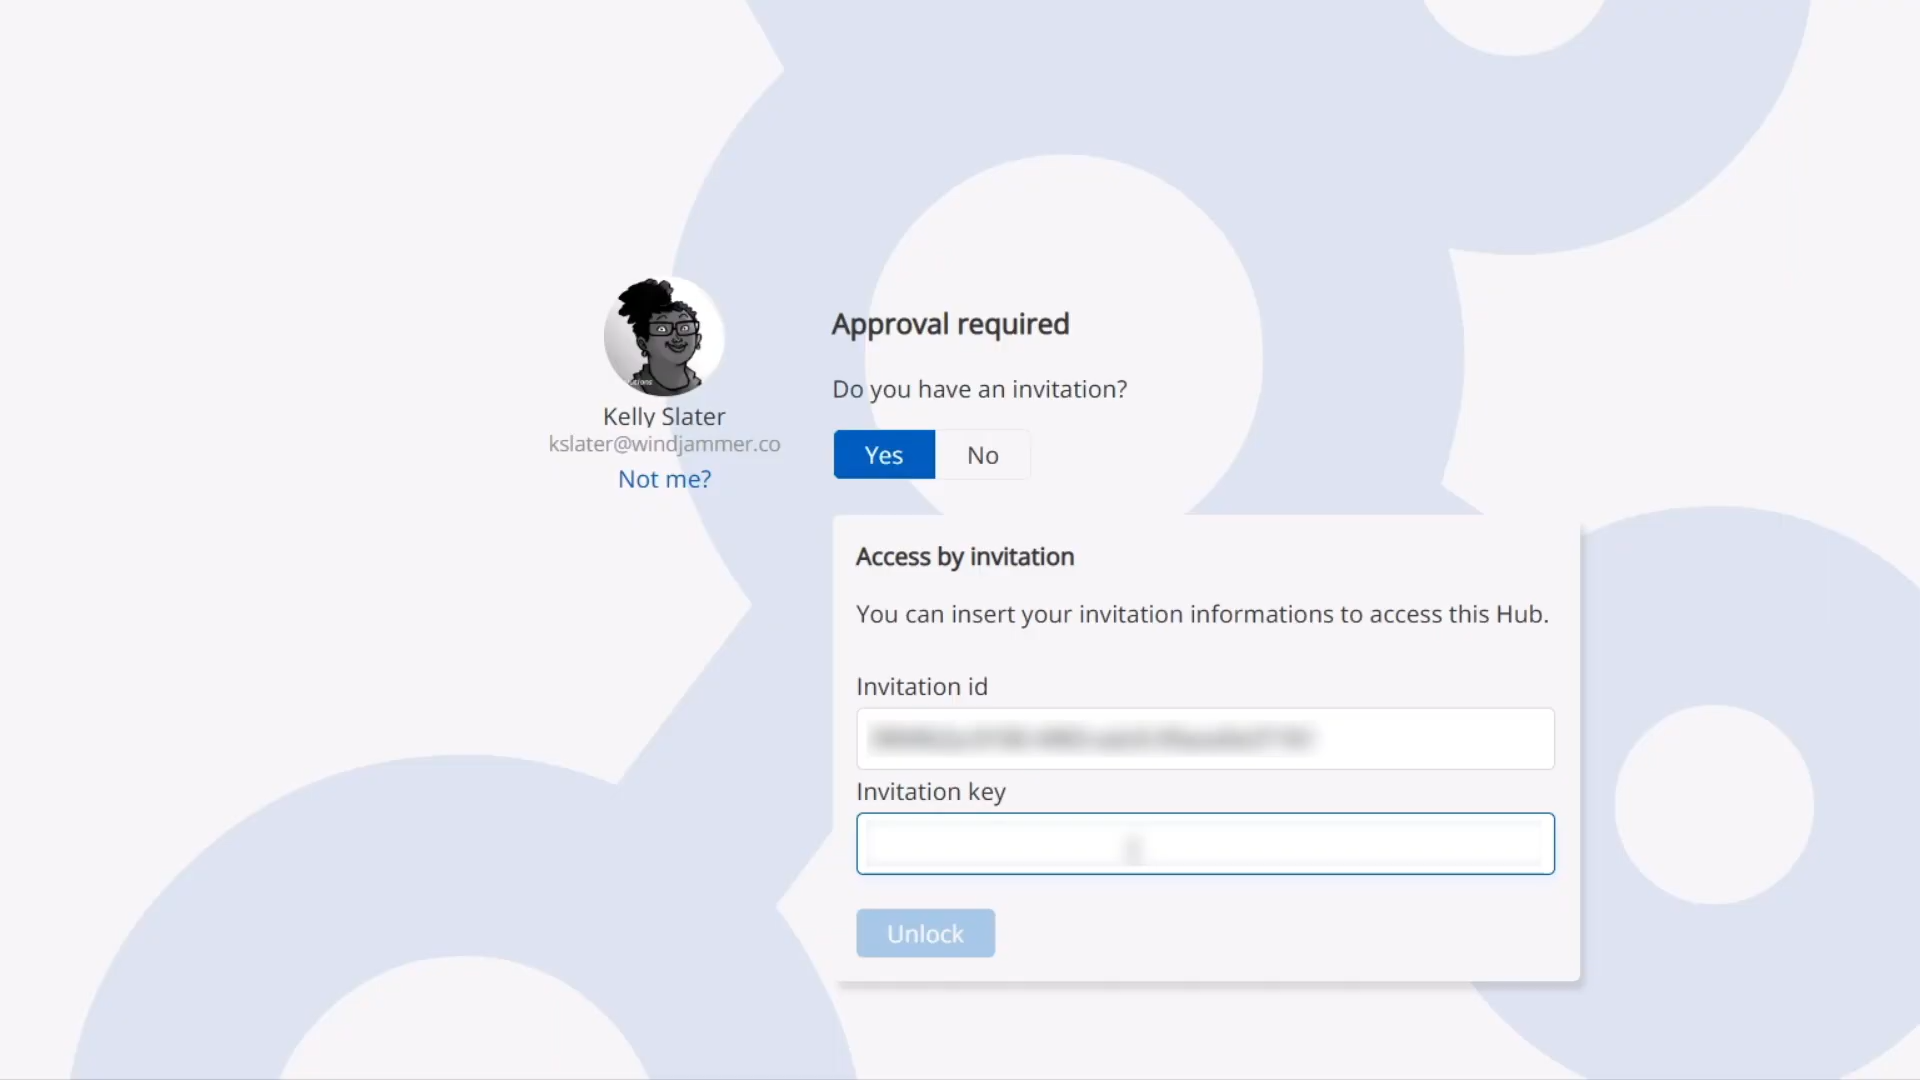 Approval required
Do you have an invitation?
Kelly Slater
kslater@windjammer.co
Yes
No
Not me?
Access by invitation
You can insert your invitation informations to access this Hub.
Invitation id
Invitation key
Unlock